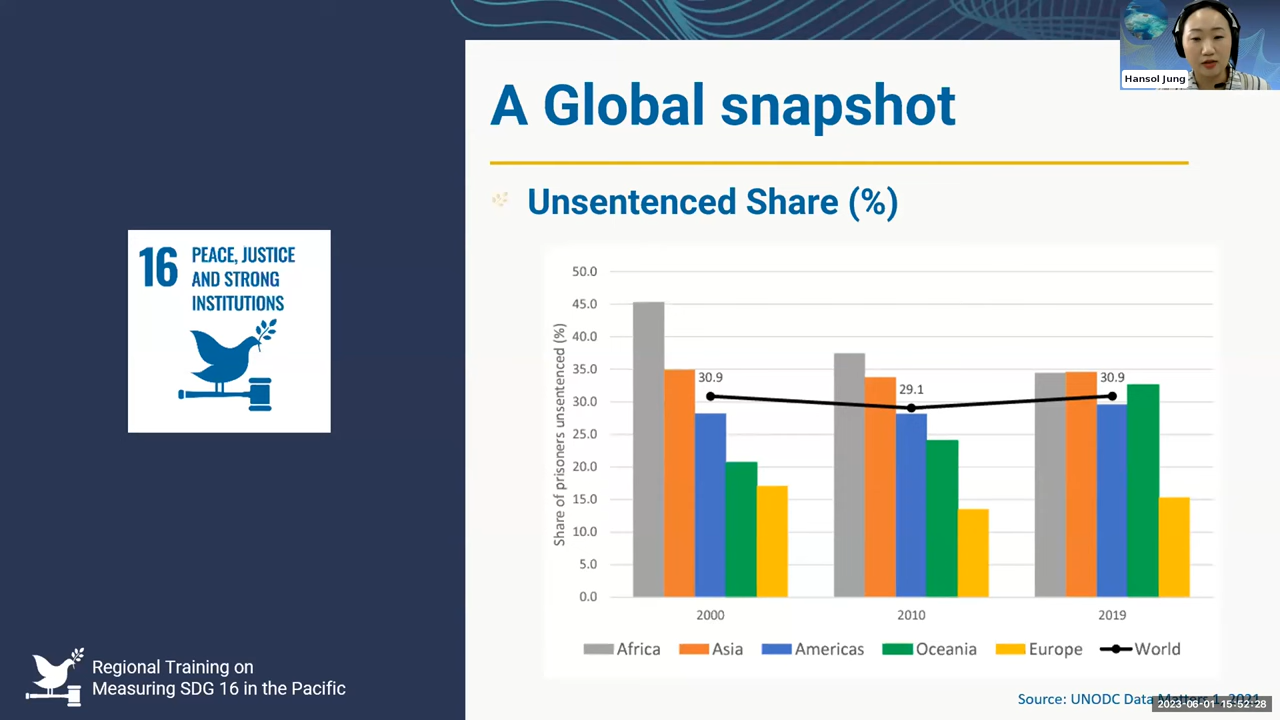 A Global snapshot
Hansol Jung
Unsentenced Share (%)
16 PEACE, JUSTICE
AND STRONG
INSTITUTIONS
Share of prisoners unsentenced (%)
50.0
45.0
40.0
35.0
30.0
25.0
20.0
15.0
10.0
5.0
0.0
30.9
29.1
30.9
2000 2010 2019
Africa Asia Americas Oceania Europe World
Regional Training on
Measuring SDG 16 in the Pacific
Source: UNODC Data Matters 1, 2021
2023-06-01 15:52:28